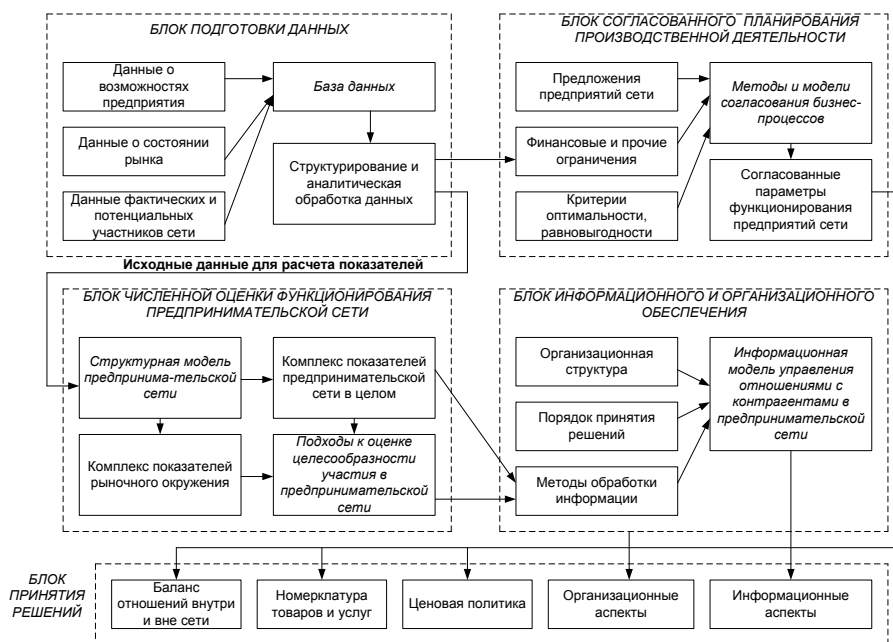 БЛОК ПОДГОТОВКИ ДАННЫХ
Данные о
возможностях
предприятия
База данных
Данные о состоянии
рынка
Структурирование и
аналитическая
обработка данных
Данные фактических и
потенциальных
участников сети
БЛОК СОГЛАСОВАННОГО ПЛАНИРОВАНИЯ
ПРОИЗВОДСТВЕННОЙ ДЕЯТЕЛЬНОСТИ
Предложения
предприятий сети
Методы и модели
согласования бизнес-
процессов
Финансовые и прочие
ограничения
Критерии
оптимальности,
равновыгодности
Согласованные
параметры
функционирования
предприятий сети
Исходные данные для расчета показателей
БЛОК ЧИСЛЕННОЙ ОЦЕНКИ ФУНКЦИОНИРОВАНИЯ
ПРЕДПРИНИМАТЕЛЬСКОЙ СЕТИ
Структурная модель
предпринима-тельской
сети
Комплекс показателей
предпринимательской
сети в целом
Комплекс показателей
рыночного окружения
Подходы к оценке
целесообразности
участия в
предпринимательской
сети
БЛОК ИНФОРМАЦИОННОГО И ОРГАНИЗАЦИОННОГО
ОБЕСПЕЧЕНИЯ
Организационная
структура
Порядок принятия
решений
Методы обработки
информации
Информационная
модель управления
отношениями с
контрагентами в
предпринимательской
сети
БЛОК
ПРИНЯТИЯ
РЕШЕНИЙ
Баланс
отношений внутри
и вне сети
Номерклатура
товаров и услуг
Ценовая политика
Организационные
аспекты
Информационные
аспекты